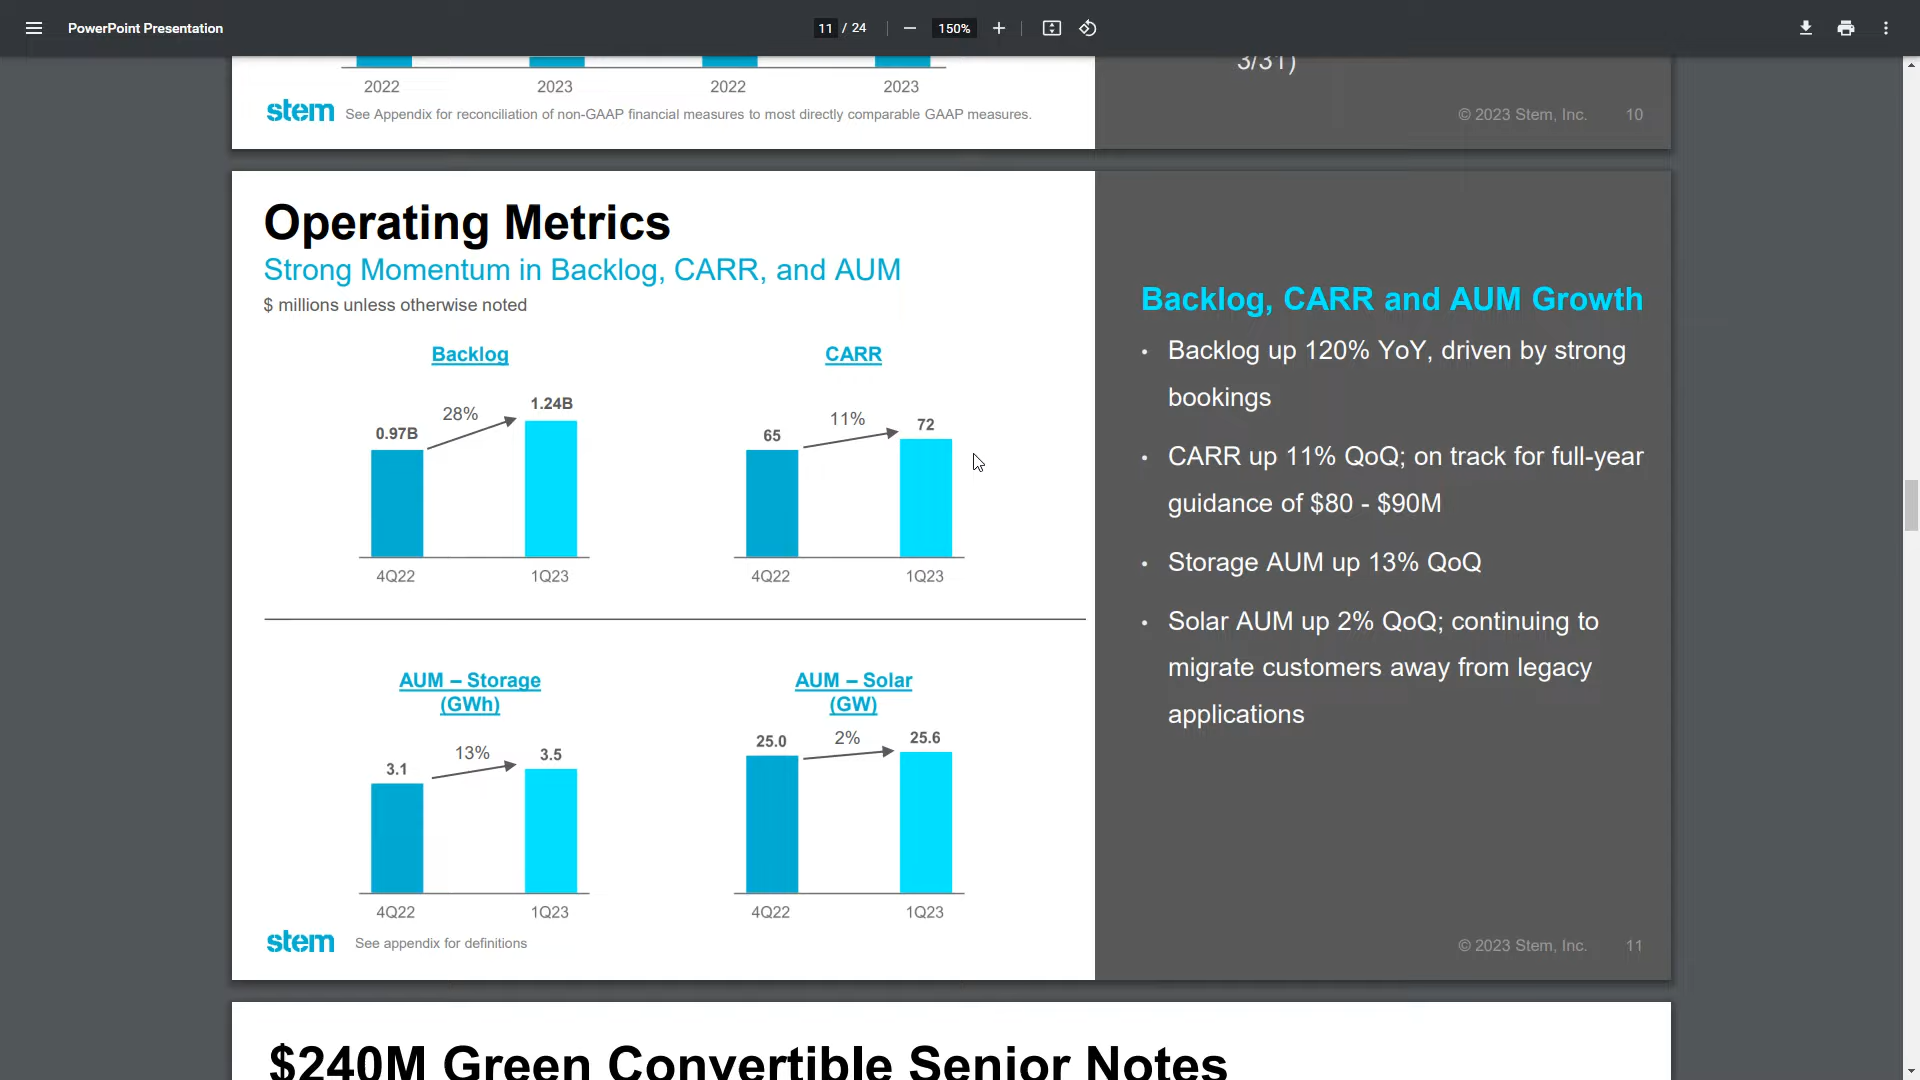 PowerPoint Presentation
11 / 24
150%
3/31)
2022
2023
2022
2023
stem See Appendix for reconciliation of non-GAAP financial measures to most directly comparable GAAP measures.
© 2023 Stem, Inc. 10
Operating Metrics
Strong Momentum in Backlog, CARR, and AUM
$ millions unless otherwise noted
Backlog
28%
0.97B
1.24B
4Q22
1Q23
CARR
11%
65
72
4Q22
1Q23
AUM – Storage
(GWh)
13%
3.1
3.5
4Q22
1Q23
AUM – Solar
(GW)
2%
25.0
25.6
4Q22
1Q23
stem See appendix for definitions
Backlog, CARR and AUM Growth
• Backlog up 120% YoY, driven by strong
bookings
• CARR up 11% QoQ; on track for full-year
guidance of $80 - $90M
• Storage AUM up 13% QoQ
• Solar AUM up 2% QoQ; continuing to
migrate customers away from legacy
applications
© 2023 Stem, Inc. 11
$240M Green Convertible Senior Notes